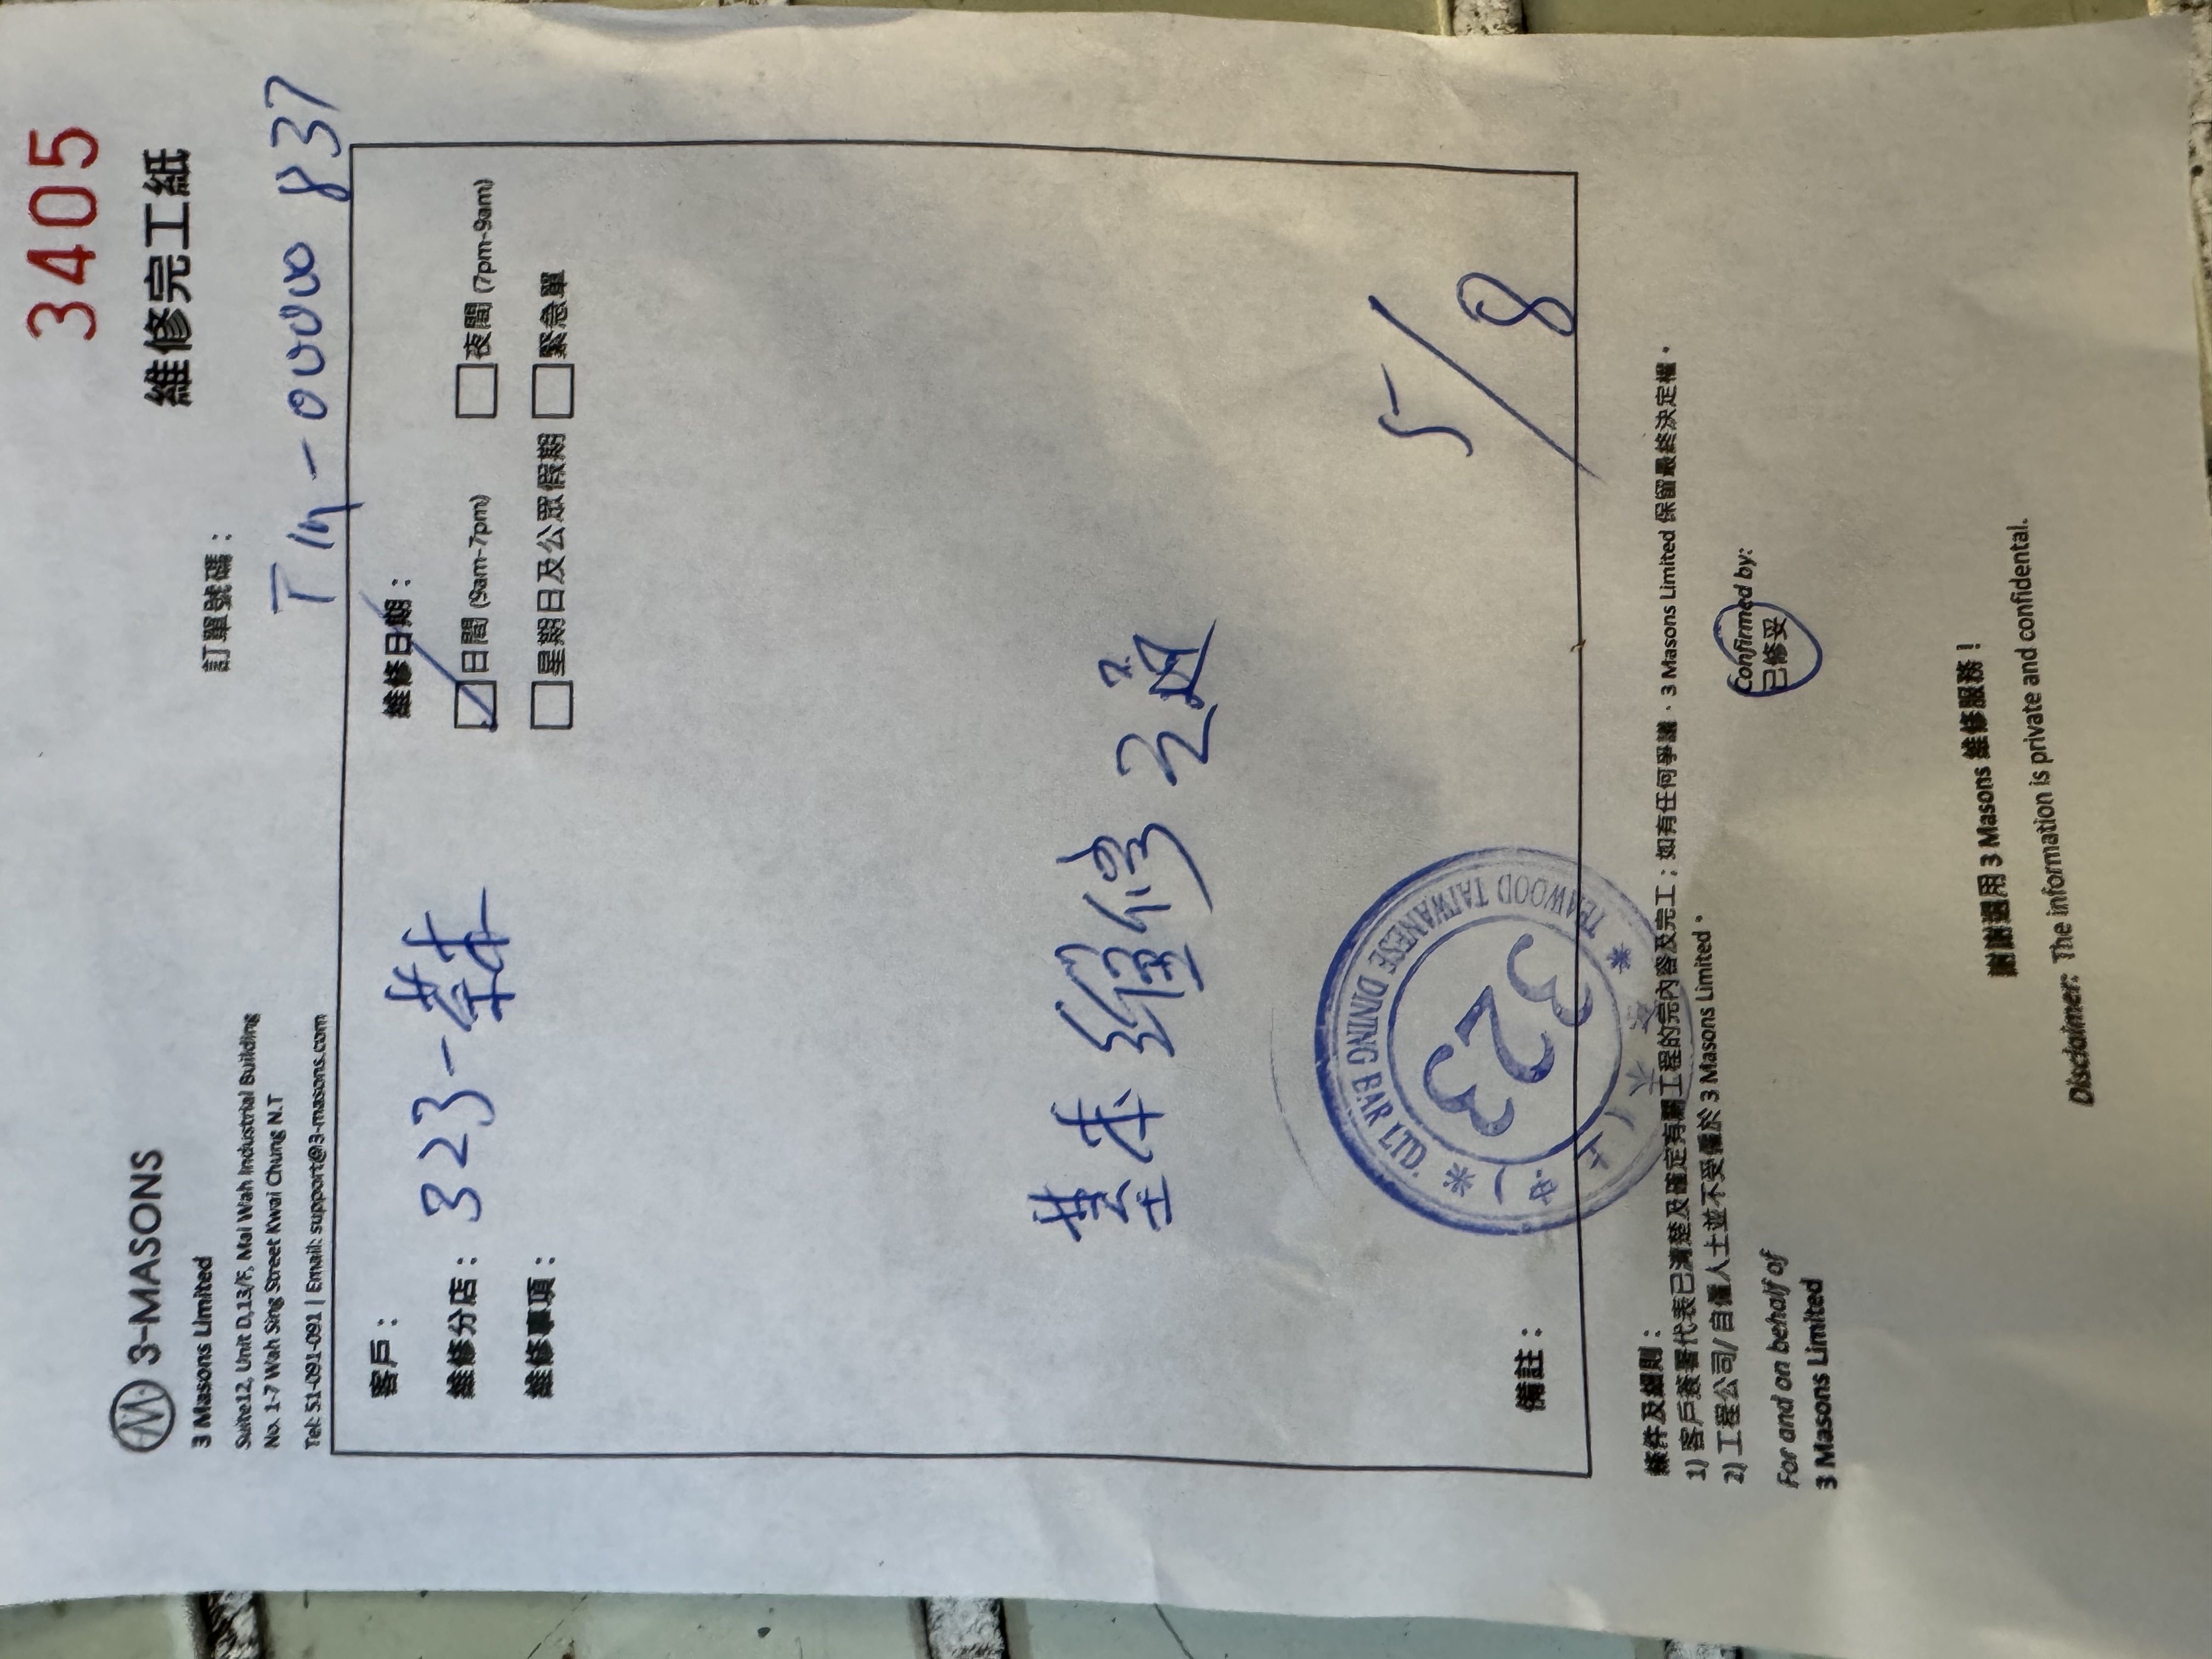 3405
3-MASONS
維修完工紙
3 Masons Limited
訂單號碼：
Suite12, Unit D,13/F, Mai Wah Industrial Building
No. 1-7 Wah Sing Street Kwai Chung N.T
Tel: 51-091-091 | Email: support@3-masons.com
TM-00000 837
客戶：
維修日期：
維修分店： 323-葵
日間 (9am-7pm)
夜間 (7pm-9am)
維修事項：
星期日及公眾假期
緊急單
基本維修
TEAWOOD TAIWANESE DINING BAR LTD.
323
5/8
備註：
條件及細則：
1) 客戶簽署代表已清楚及確定有關工程的完內容及完工；如有任何爭議，3 Masons Limited 保留最終決定權。
2) 工程公司/自僱人士並不受僱於 3 Masons Limited。
For and on behalf of
3 Masons Limited
Confirmed by:
已修妥
謝謝選用 3 Masons 維修服務！
Disclaimer: The information is private and confidental.